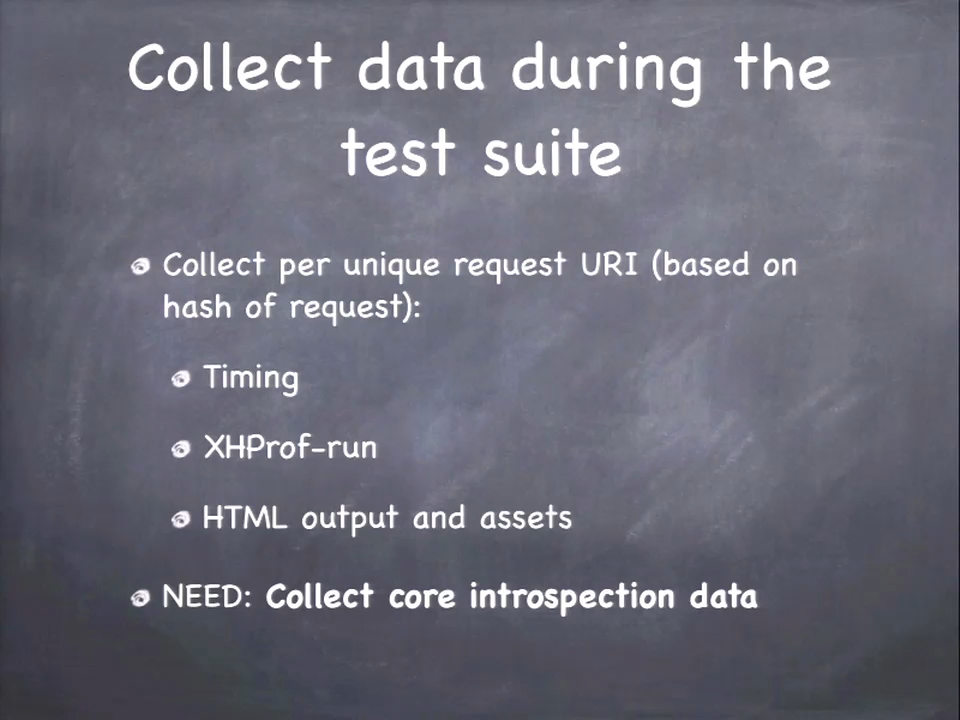 Collect data during the
test suite
Collect per unique request URI (based on
hash of request):
Timing
XHProf-run
HTML output and assets
NEED: Collect core introspection data